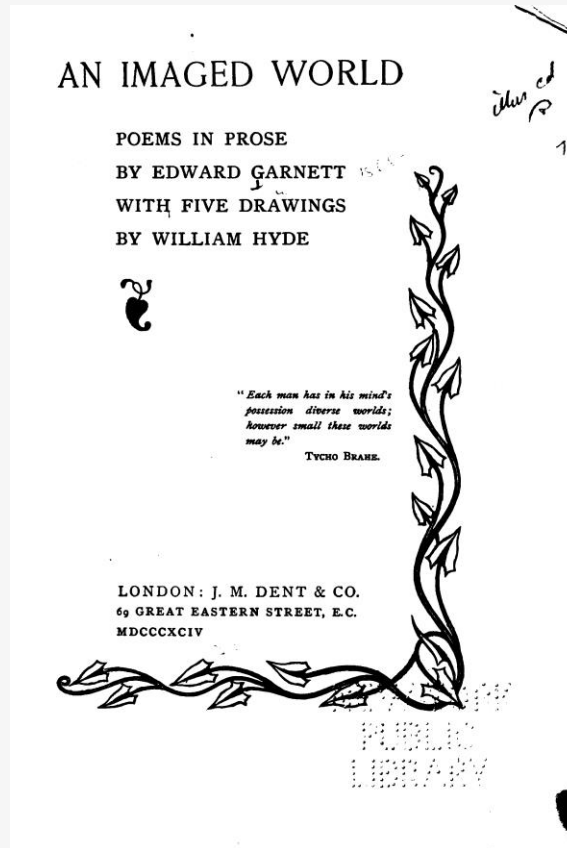 AN IMAGED WORLD
POEMS IN PROSE
BY EDWARD GARNETT
WITH FIVE DRAWINGS
BY WILLIAM HYDE
"Each man has in his mind's
possession diverse worlds;
however small these worlds
may be."
TYCHO BRAHE.
LONDON: J. M. DENT & CO.
69 GREAT EASTERN STREET, E.C.
MDCCCXCIV
PUBLIC
LIBRARY